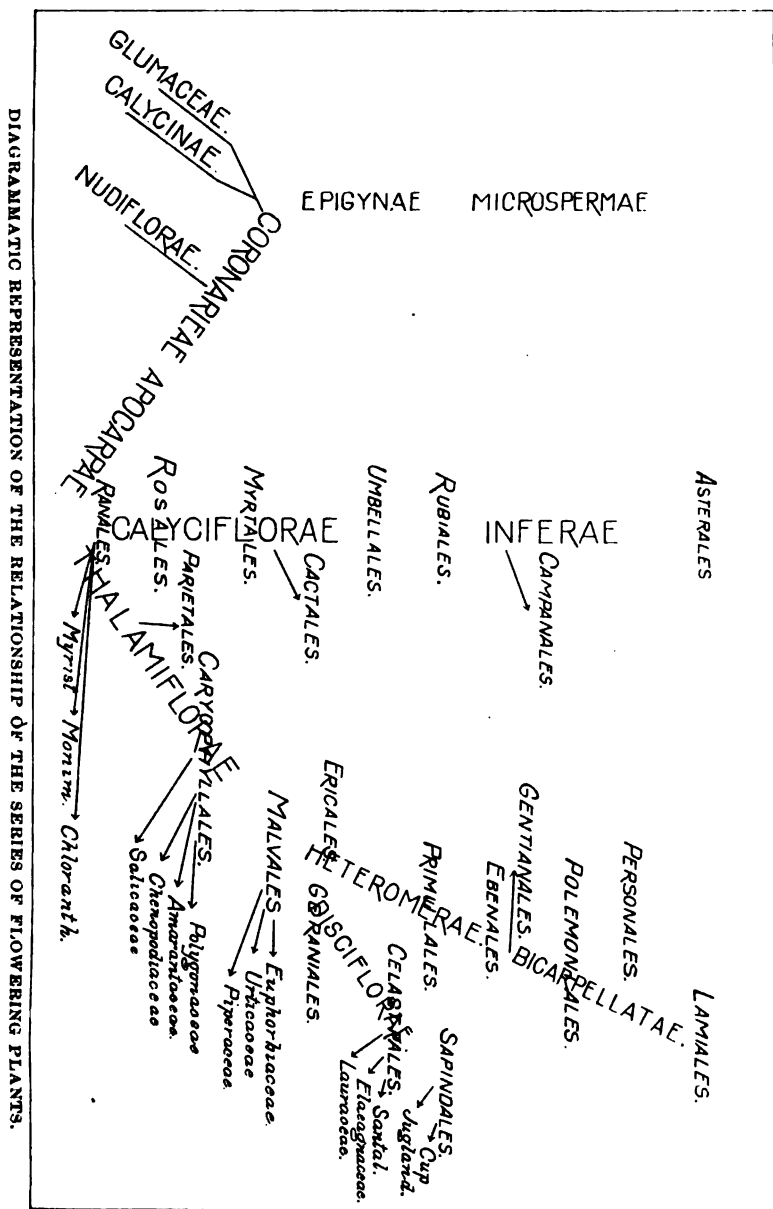 GLUMACEAE.
CALYCINAE.
NUDIFLORAE.
EPIGYNAE
MICROSPERMAE
CORONARIEAE
APOCARPAE
RANALES.
ROSALES.
CALYCIFLORAE
MYRTALES.
UMBELLALES.
RUBIALES.
INFERAE
ASTERALES
PARIETALES.
CACTALES.
CAMPANALES.
THALAMIFLORAE
Myrist
Monim.
Chloranth.
CARYOPHYLLALES.
Salicaceae
Chenopodiaceae
Amarantaceae.
Polygonaceae
MALVALES
Piperaceae.
Urticaceae
Euphorbiaceae.
ERICALES
HETEROMERAE.
PRIMULALES.
EBENALES.
GENTIANALES.
POLEMONIALES.
PERSONALES.
BICARPELLATAE.
LAMIALES.
GERANIALES.
DISCIFLORAE
CELASTRALES.
Lauraceae.
Elaeagnaceae.
Santal.
SAPINDALES.
Jugland.
Cup
DIAGRAMMATIC REPRESENTATION OF THE RELATIONSHIP OF THE SERIES OF FLOWERING PLANTS.